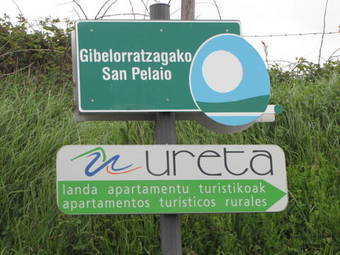 Gibelorratzagako
San Pelaio
ureta
landa apartamentu turistikoak
apartamentos turísticos rurales